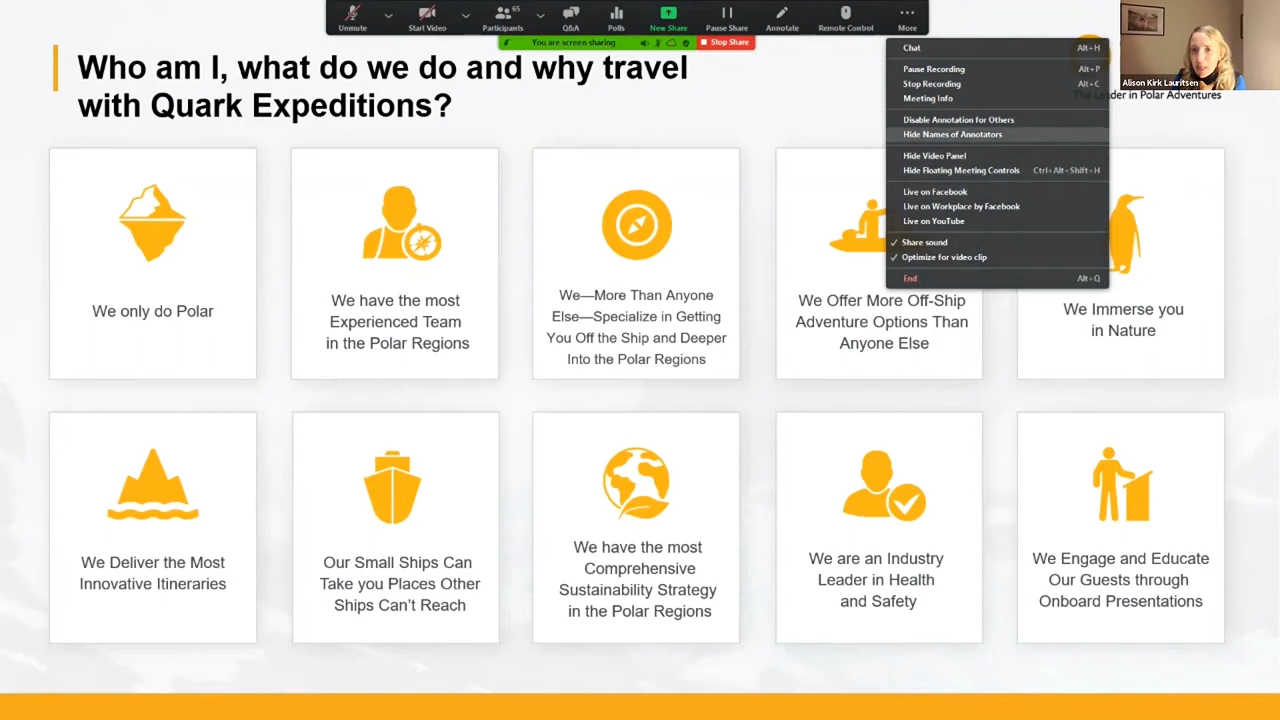 65
Unmute
Start Video
Participants
Q&A
Polls
New Share
Pause Share
Annotate
Remote Control
More
You are screen sharing
Stop Share
Chat Alt+H
Pause Recording Alt+P
Stop Recording Alt+C
Meeting Info
Disable Annotation for Others
Hide Names of Annotators
Hide Video Panel
Hide Floating Meeting Controls Ctrl+Alt+Shift+H
Live on Facebook
Live on Workplace by Facebook
Live on YouTube
Share sound
Optimize for video clip
End Alt+Q
Alison Kirk Lauritsen
The Leader in Polar Adventures
Who am I, what do we do and why travel
with Quark Expeditions?
We only do Polar
We have the most
Experienced Team
in the Polar Regions
We—More Than Anyone
Else—Specialize in Getting
You Off the Ship and Deeper
Into the Polar Regions
We Offer More Off-Ship
Adventure Options Than
Anyone Else
We Immerse you
in Nature
We Deliver the Most
Innovative Itineraries
Our Small Ships Can
Take you Places Other
Ships Can't Reach
We have the most
Comprehensive
Sustainability Strategy
in the Polar Regions
We are an Industry
Leader in Health
and Safety
We Engage and Educate
Our Guests through
Onboard Presentations